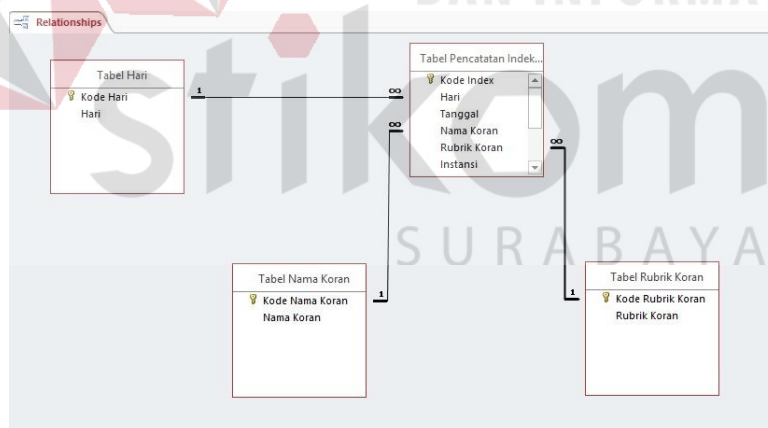 DAN INFORMA
Relationships
Tabel Hari
Kode Hari
Hari
1
∞
Tabel Pencatatan Indek...
Kode Index
Hari
Tanggal
Nama Koran
Rubrik Koran
Instansi
∞
∞
stikom
SURABAYA
Tabel Nama Koran
Kode Nama Koran
Nama Koran
1
Tabel Rubrik Koran
Kode Rubrik Koran
Rubrik Koran
1